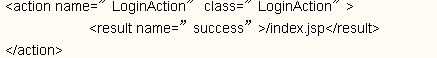 <action name=” LoginAction” class=” LoginAction” >
<result name=” success” >/index.jsp</result>
</action>